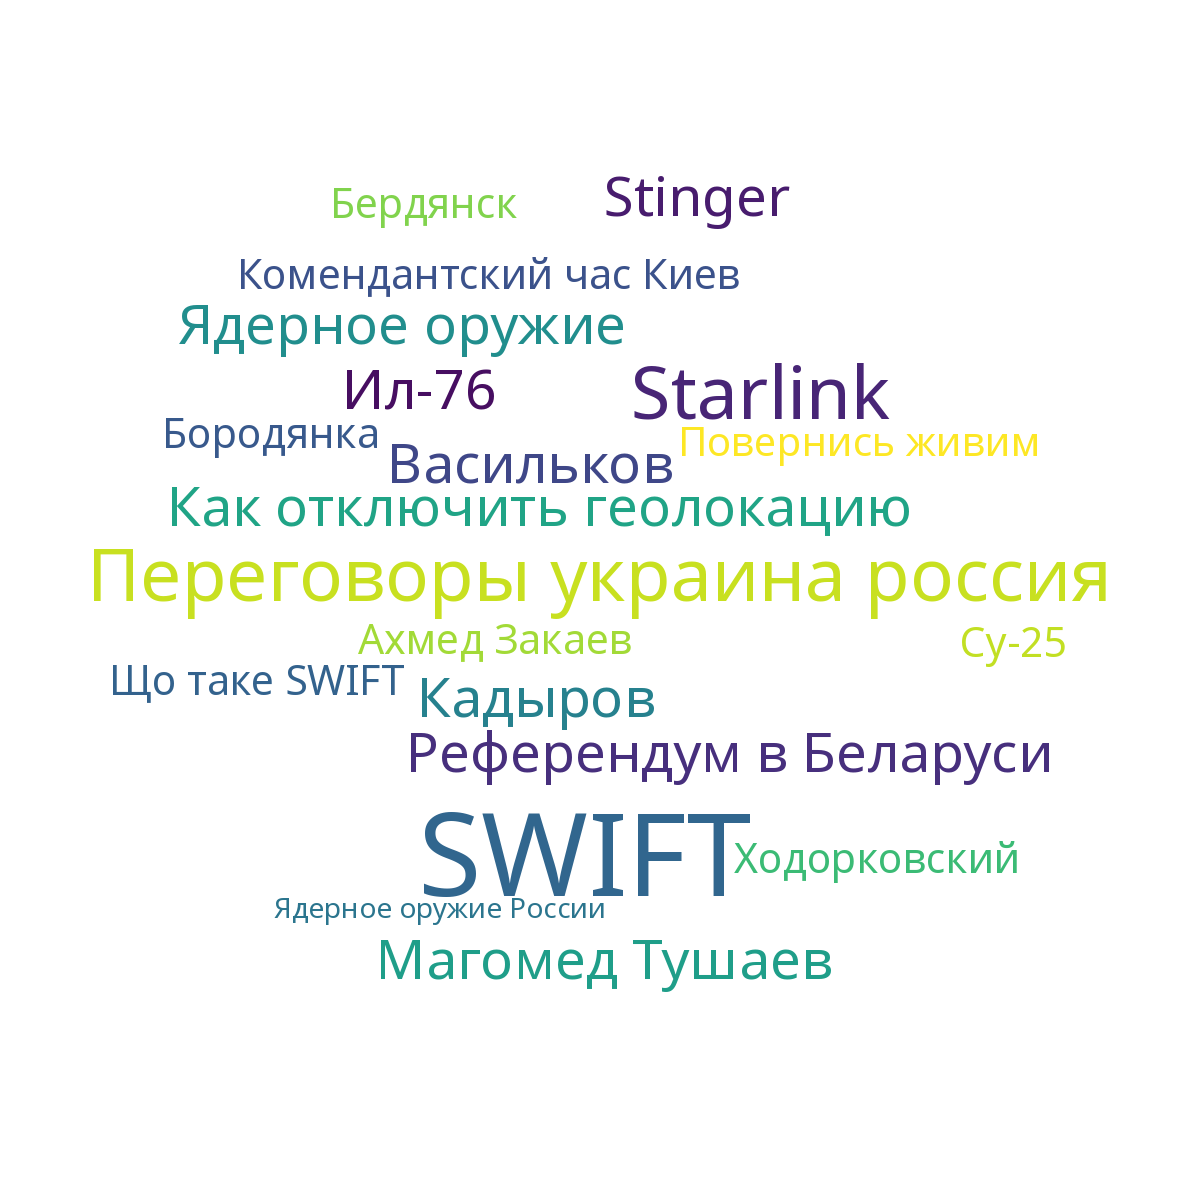 Бердянск
Stinger
Комендантский час Киев
Ядерное оружие
Ил-76
Starlink
Бородянка
Повернись живим
Васильков
Как отключить геолокацию
Переговоры украина россия
Ахмед Закаев
Су-25
Що таке SWIFT
Кадыров
Референдум в Беларуси
SWIFT
Ходорковский
Ядерное оружие России
Магомед Тушаев